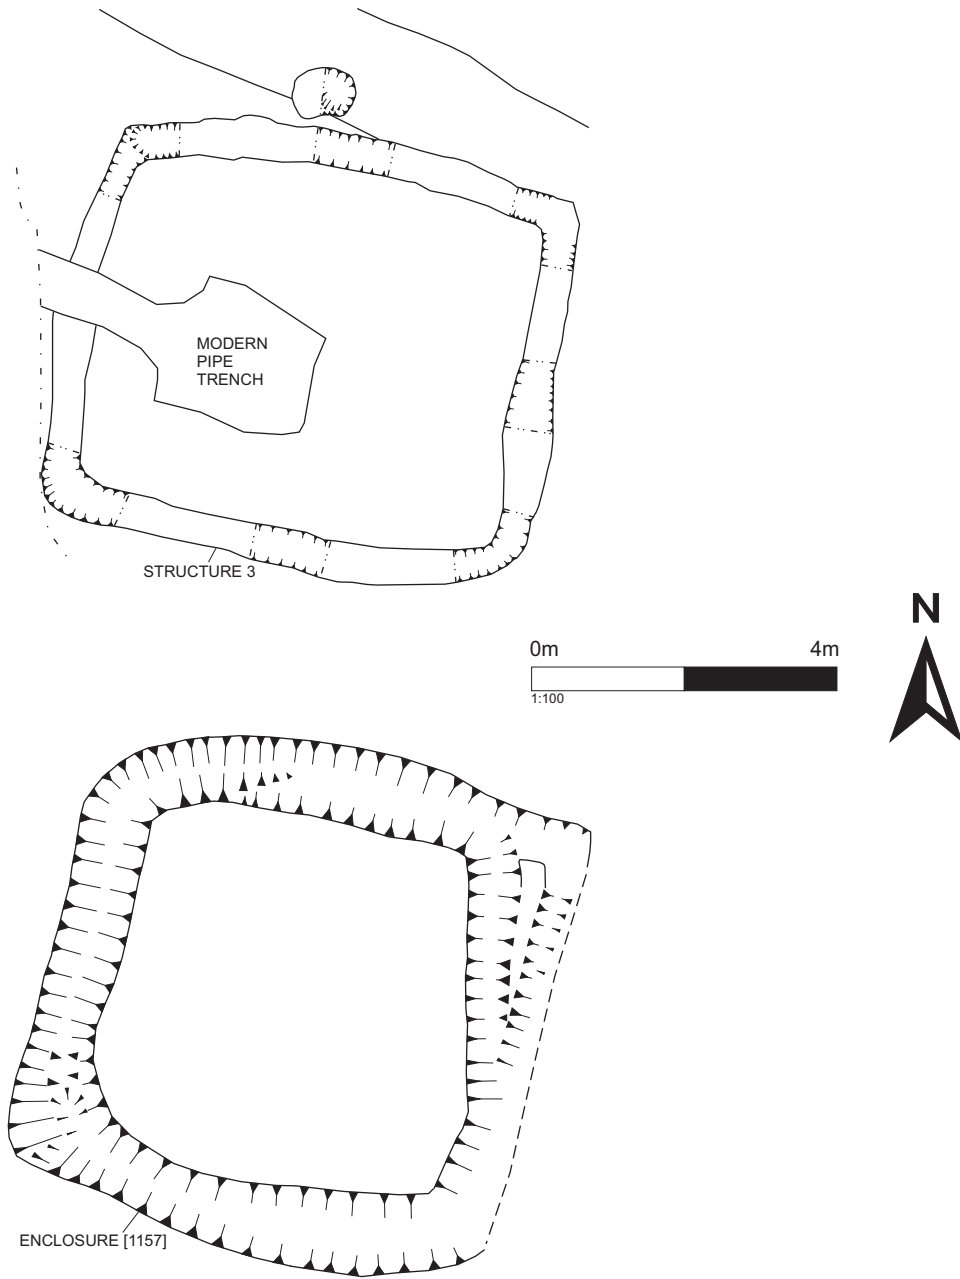 MODERN
PIPE
TRENCH
STRUCTURE 3
N
0m 4m
1:100
ENCLOSURE [1157]